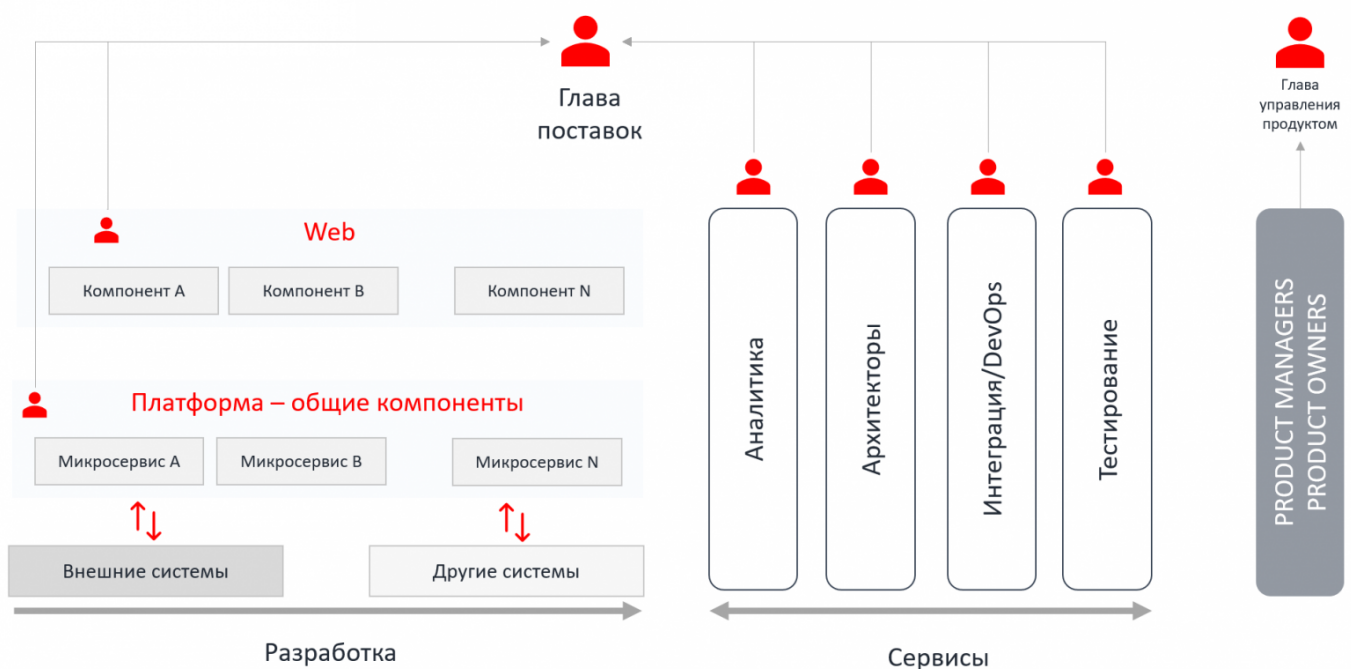 Глава
поставок
Глава
управления
продуктом
Web
Компонент A
Компонент B
Компонент N
Платформа – общие компоненты
Микросервис A
Микросервис B
Микросервис N
Внешние системы
Другие системы
Разработка
Аналитика
Архитекторы
Интеграция/DevOps
Тестирование
Сервисы
PRODUCT MANAGERS
PRODUCT OWNERS